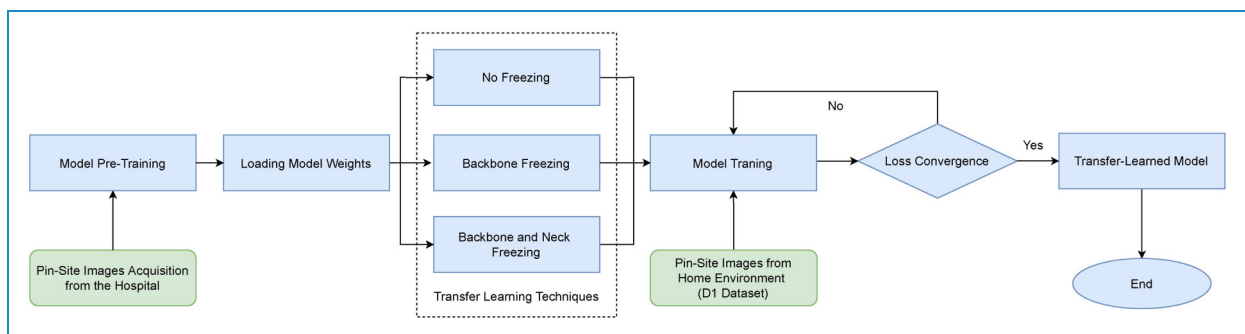 Model Pre-Training
Pin-Site Images Acquisition
from the Hospital
Loading Model Weights
No Freezing
Backbone Freezing
Backbone and Neck
Freezing
Transfer Learning Techniques
Model Traning
Pin-Site Images from
Home Environment
(D1 Dataset)
No
Loss Convergence
Yes
Transfer-Learned Model
End